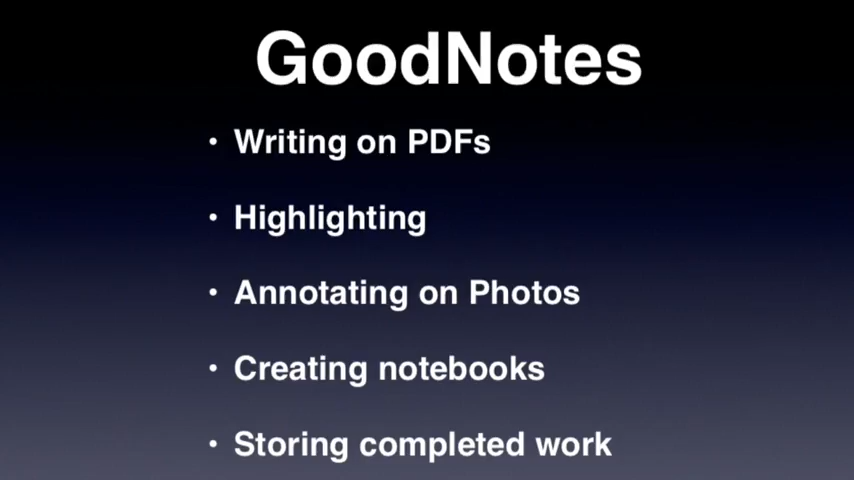 GoodNotes
• Writing on PDFs
• Highlighting
• Annotating on Photos
• Creating notebooks
• Storing completed work